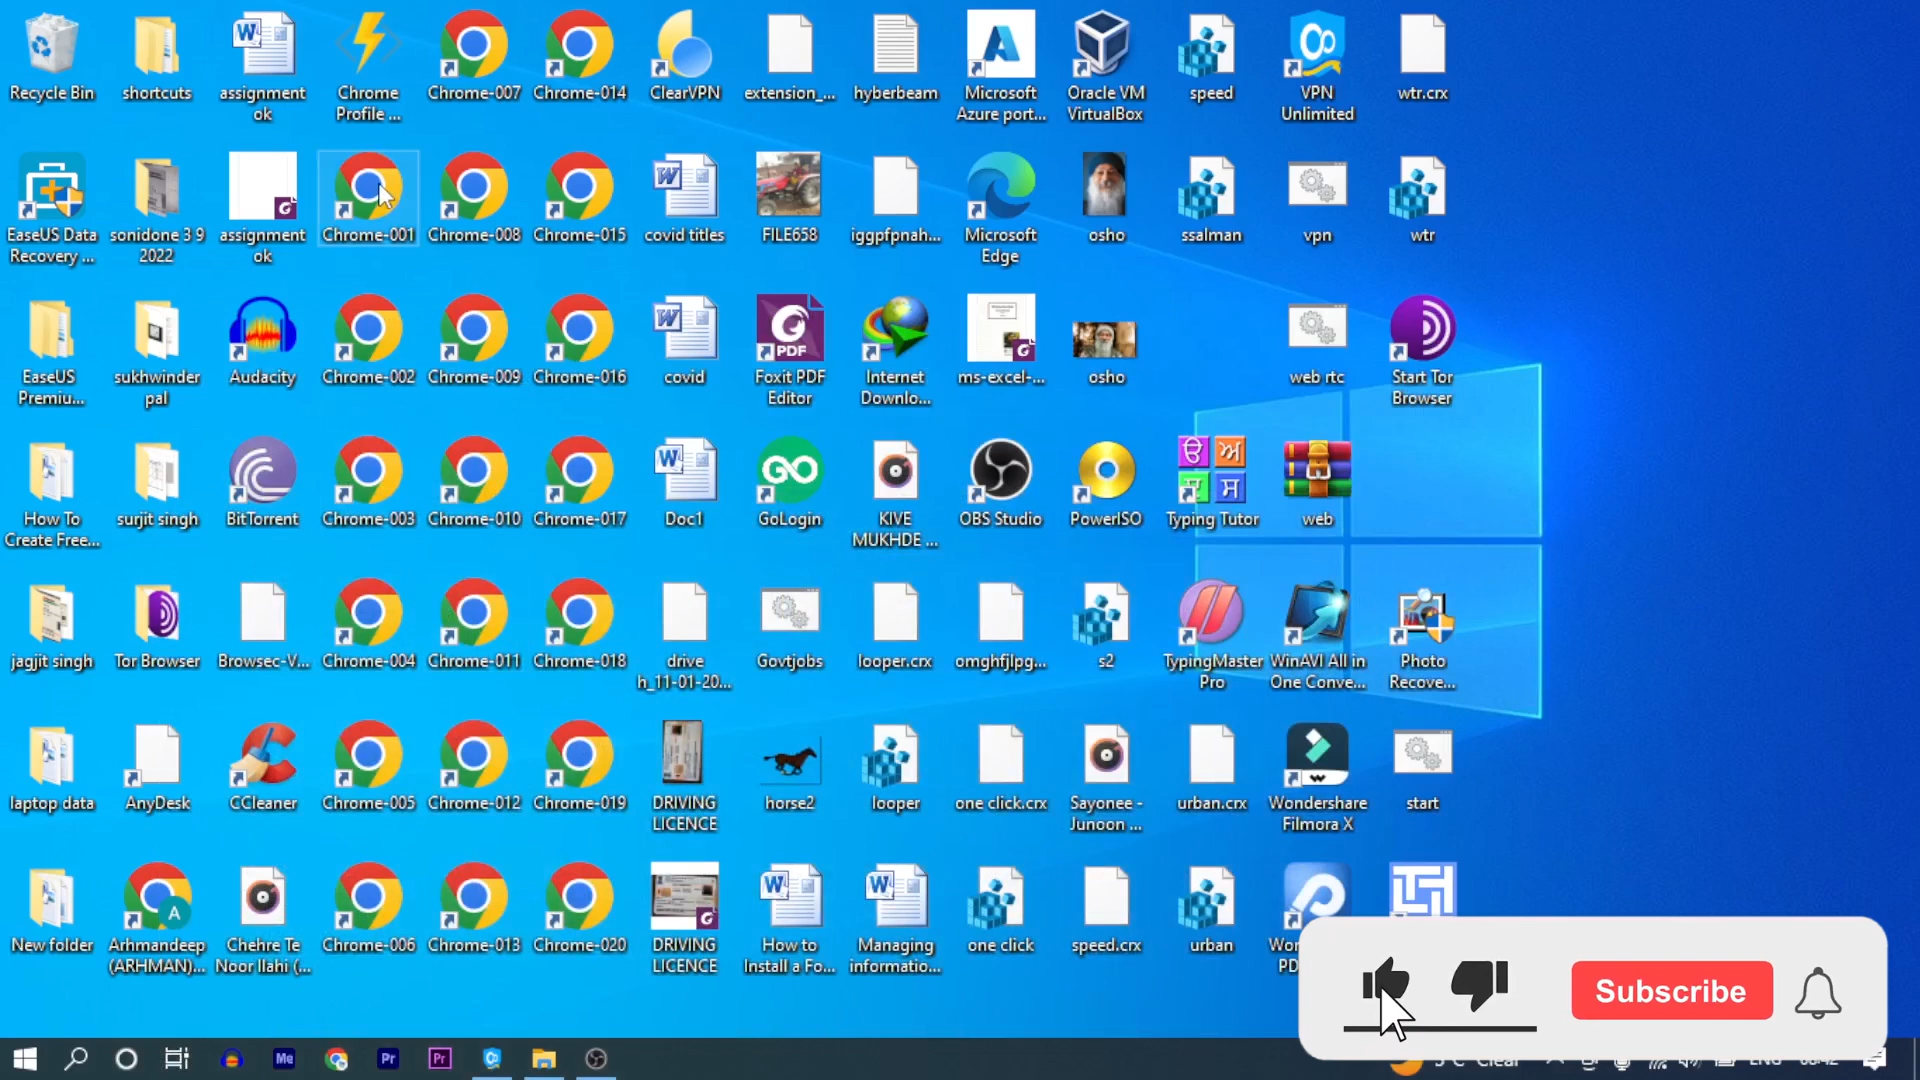 Recycle Bin
shortcuts
assignment
ok
Chrome
Profile ...
Chrome-007
Chrome-014
ClearVPN
extension_...
hyberbeam
Microsoft
Azure port...
Oracle VM
VirtualBox
speed
VPN
Unlimited
wtr.crx
EaseUS Data
Recovery ...
sonidone 3 9
2022
assignment
ok
Chrome-001
Chrome-008
Chrome-015
covid titles
FILE658
iggpfpnah...
Microsoft
Edge
osho
ssalman
vpn
wtr
EaseUS
Premiu...
sukhwinder
pal
Audacity
Chrome-002
Chrome-009
Chrome-016
covid
PDF
Foxit PDF
Editor
Internet
Downlo...
ms-excel-...
osho
web rtc
Start Tor
Browser
How To
Create Free...
surjit singh
BitTorrent
Chrome-003
Chrome-010
Chrome-017
Doc1
GO
GoLogin
KIVE
MUKHDE ...
OBS Studio
PowerISO
ੳ ਅ
ੲ ਸ
Typing Tutor
web
jagjit singh
Tor Browser
Browsec-V...
Chrome-004
Chrome-011
Chrome-018
drive
h_11-01-20...
Govtjobs
looper.crx
omghfjlpg...
s2
TypingMaster
Pro
WinAVI All in
One Conve...
Photo
Recove...
laptop data
AnyDesk
CCleaner
Chrome-005
Chrome-012
Chrome-019
DRIVING
LICENCE
horse2
looper
one click.crx
Sayonee -
Junoon ...
urban.crx
Wondershare
Filmora X
start
New folder
A
Arhmandeep
(ARHMAN)...
Chehre Te
Noor Ilahi (...
Chrome-006
Chrome-013
Chrome-020
DRIVING
LICENCE
How to
Install a Fo...
Managing
informatio...
one click
speed.crx
urban
Subscribe
Me
Pr
Pr